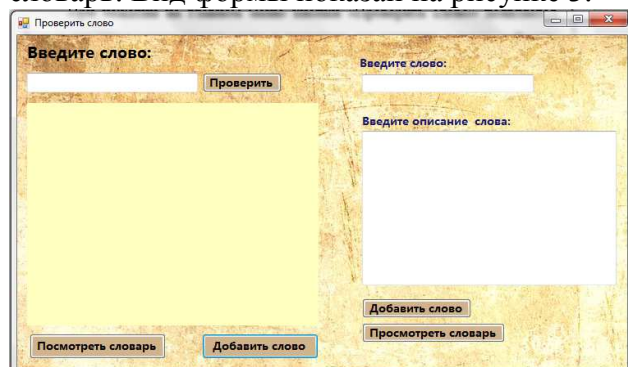 словарь. Вид формы показан на рисунке 3.
Проверить слово
Введите слово:
Проверить
Посмотреть словарь
Добавить слово
Введите слово:
Введите описание слова:
Добавить слово
Просмотреть словарь